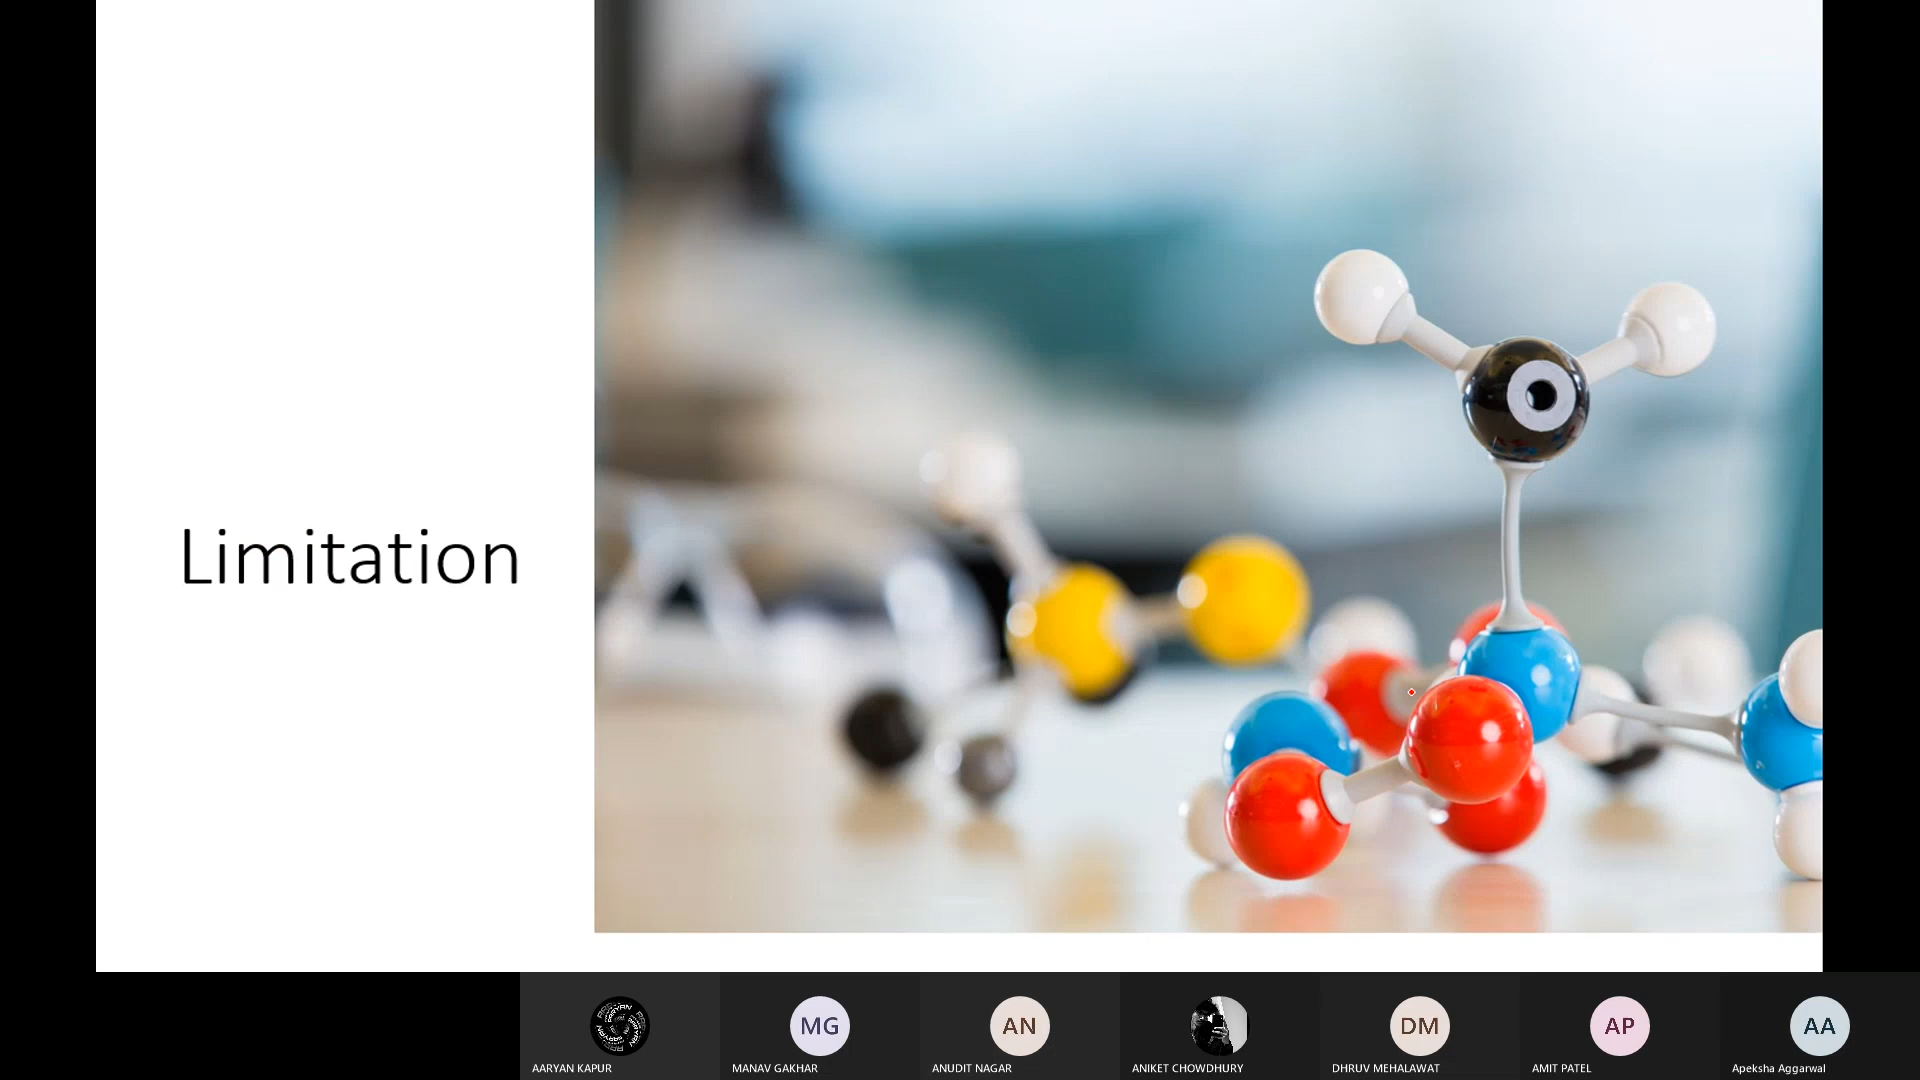 Limitation
MG
AN
DM
AP
AA
AARYAN KAPUR
MANAV GAKHAR
ANUDIT NAGAR
ANIKET CHOWDHURY
DHRUV MEHALAWAT
AMIT PATEL
Apeksha Aggarwal